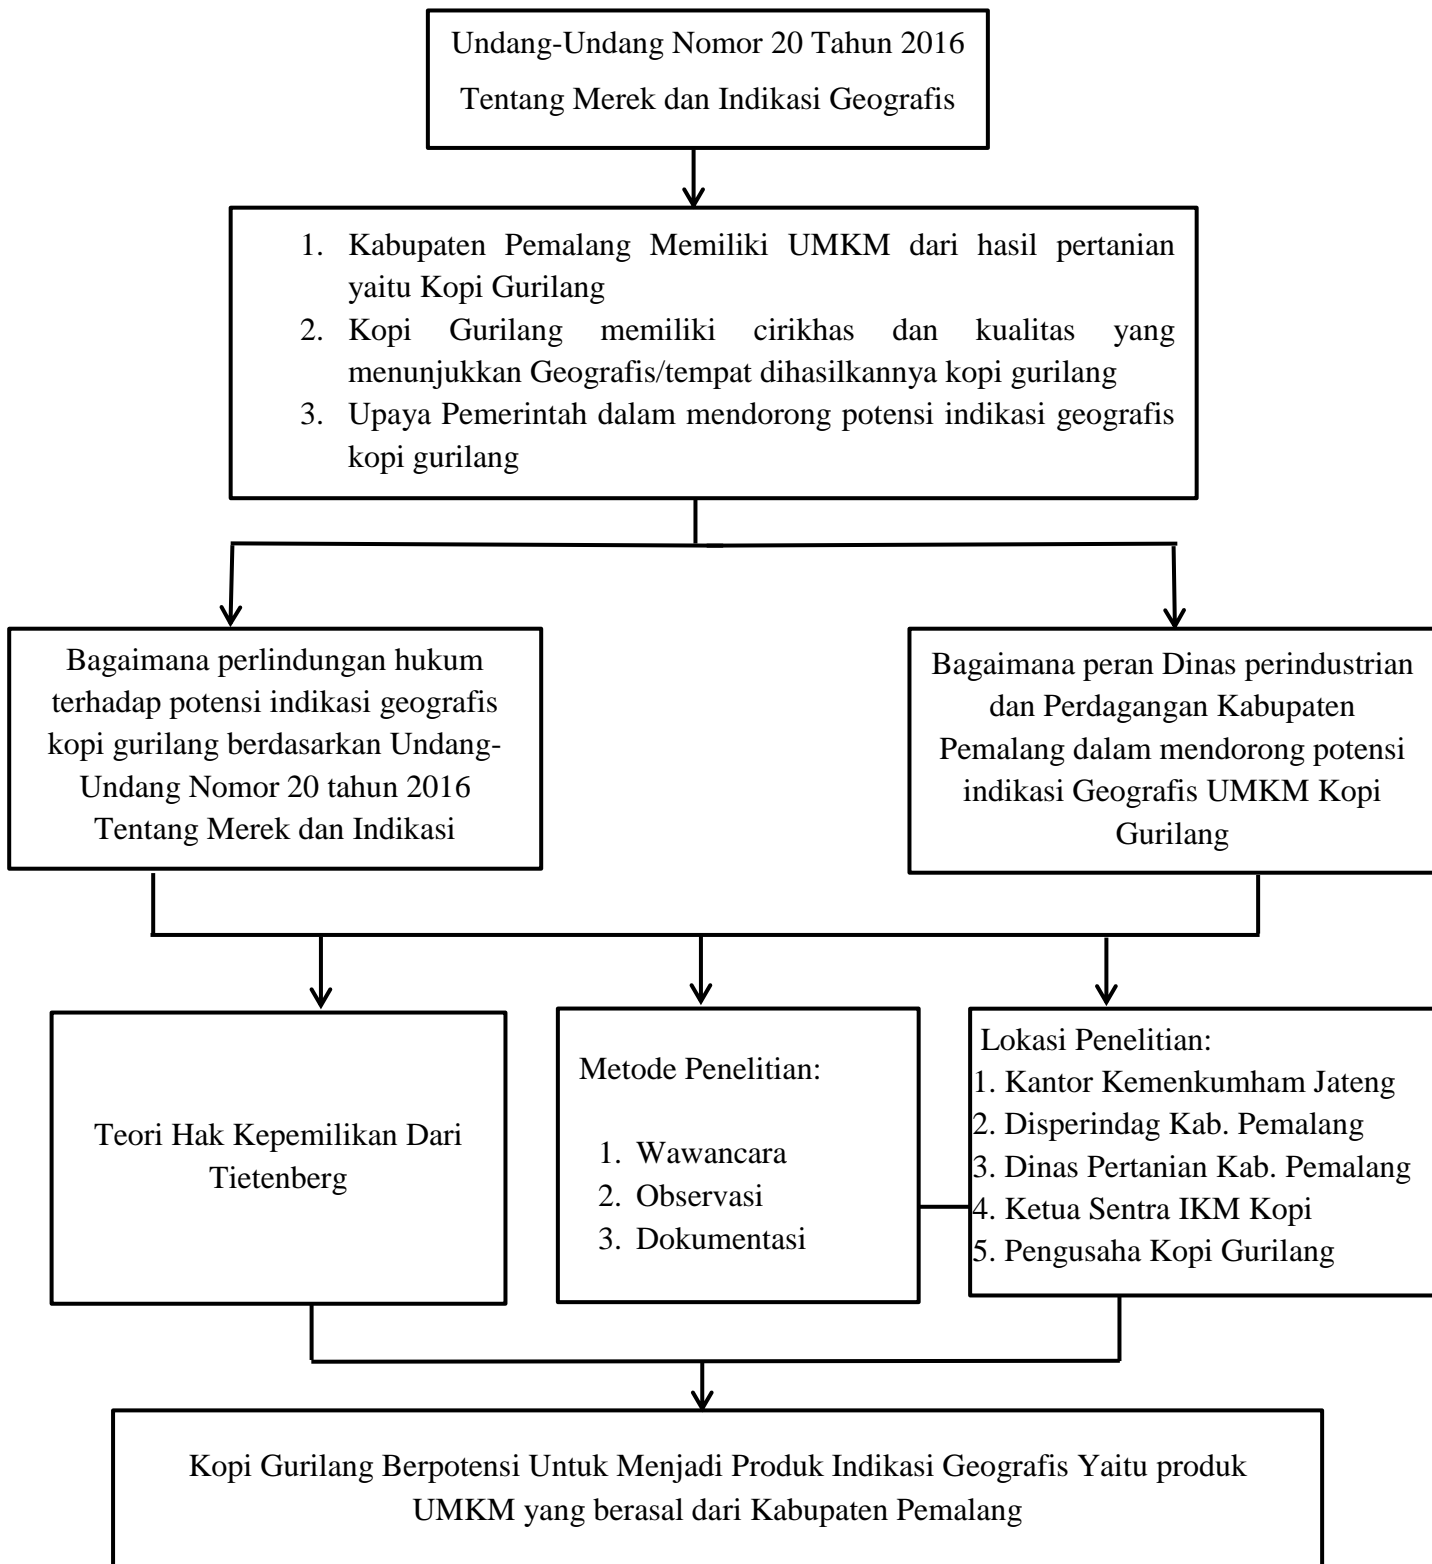 Undang-Undang Nomor 20 Tahun 2016
Tentang Merek dan Indikasi Geografis
1. Kabupaten Pemalang Memiliki UMKM dari hasil pertanian
yaitu Kopi Gurilang
2. Kopi Gurilang memiliki cirikhas dan kualitas yang
menunjukkan Geografis/tempat dihasilkannya kopi gurilang
3. Upaya Pemerintah dalam mendorong potensi indikasi geografis
kopi gurilang
Bagaimana perlindungan hukum
terhadap potensi indikasi geografis
kopi gurilang berdasarkan Undang-
Undang Nomor 20 tahun 2016
Tentang Merek dan Indikasi
Bagaimana peran Dinas perindustrian
dan Perdagangan Kabupaten
Pemalang dalam mendorong potensi
indikasi Geografis UMKM Kopi
Gurilang
Teori Hak Kepemilikan Dari
Tietenberg
Metode Penelitian:
1. Wawancara
2. Observasi
3. Dokumentasi
Lokasi Penelitian:
1. Kantor Kemenkumham Jateng
2. Disperindag Kab. Pemalang
3. Dinas Pertanian Kab. Pemalang
4. Ketua Sentra IKM Kopi
5. Pengusaha Kopi Gurilang
Kopi Gurilang Berpotensi Untuk Menjadi Produk Indikasi Geografis Yaitu produk
UMKM yang berasal dari Kabupaten Pemalang